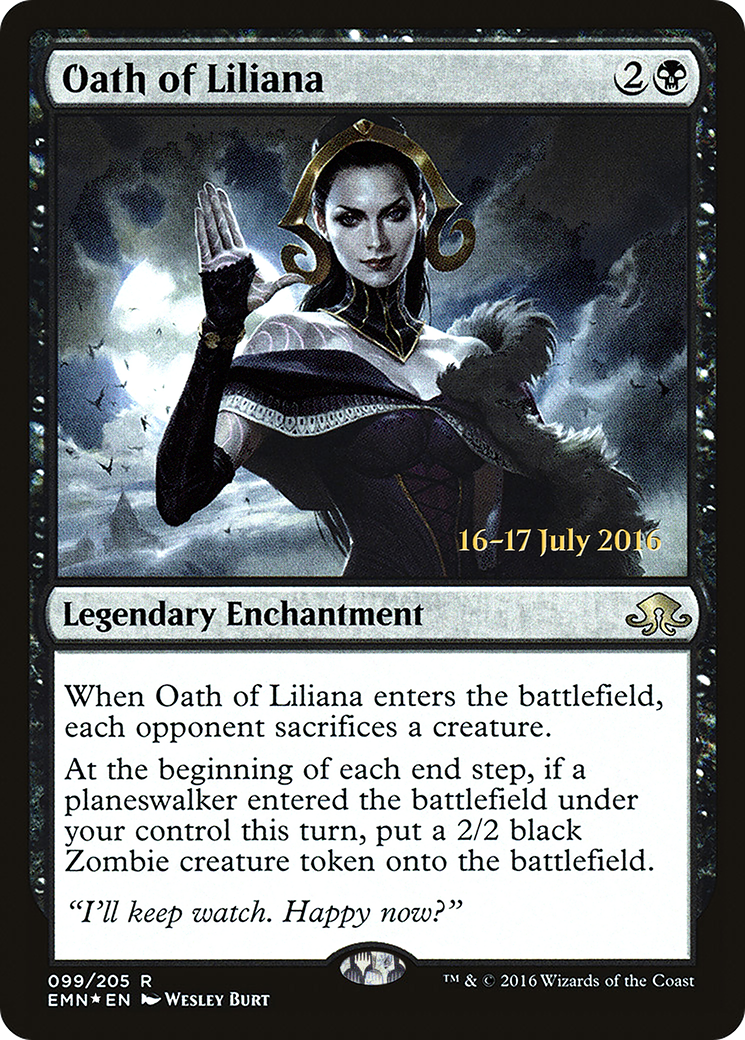 Oath of Liliana 2
16–17 July 2016
Legendary Enchantment
When Oath of Liliana enters the battlefield,
each opponent sacrifices a creature.
At the beginning of each end step, if a
planeswalker entered the battlefield under
your control this turn, put a 2/2 black
Zombie creature token onto the battlefield.
“I’ll keep watch. Happy now?”
099/205 R
EMN★EN Wesley Burt
™ & © 2016 Wizards of the Coast